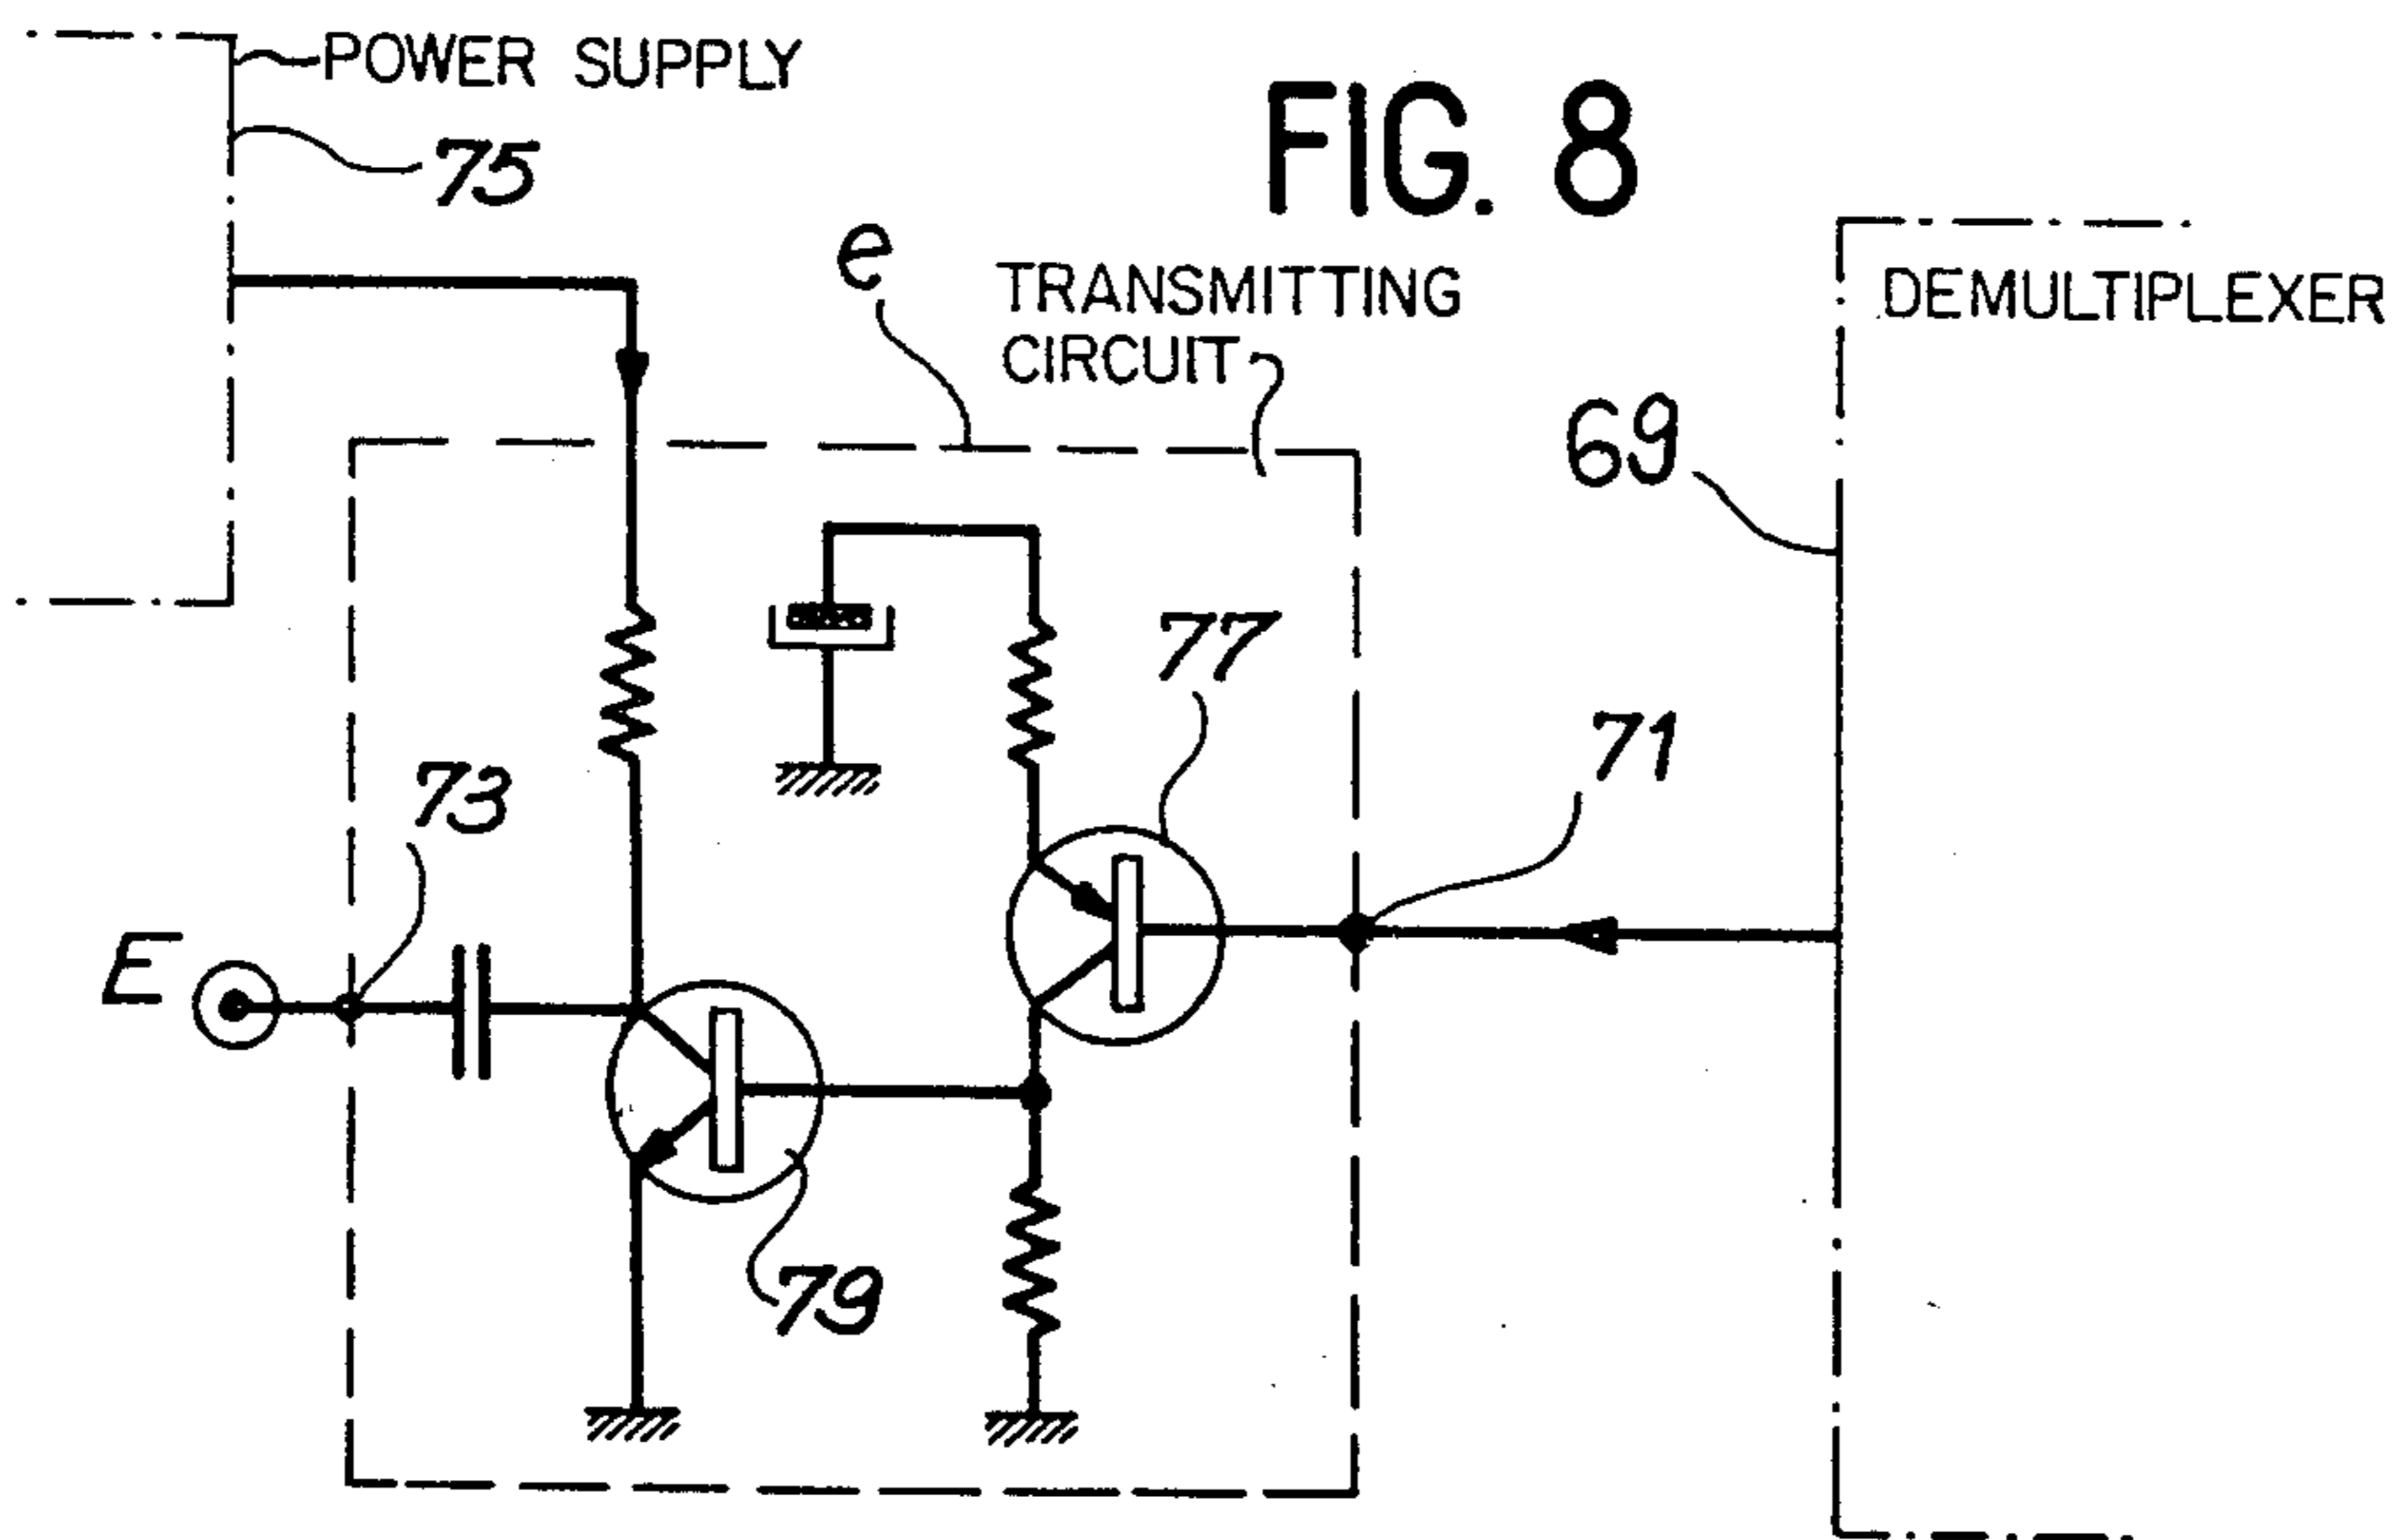 POWER SUPPLY
75
FIG. 8
e
TRANSMITTING
CIRCUIT
DEMULTIPLEXER
69
77
71
73
E
79